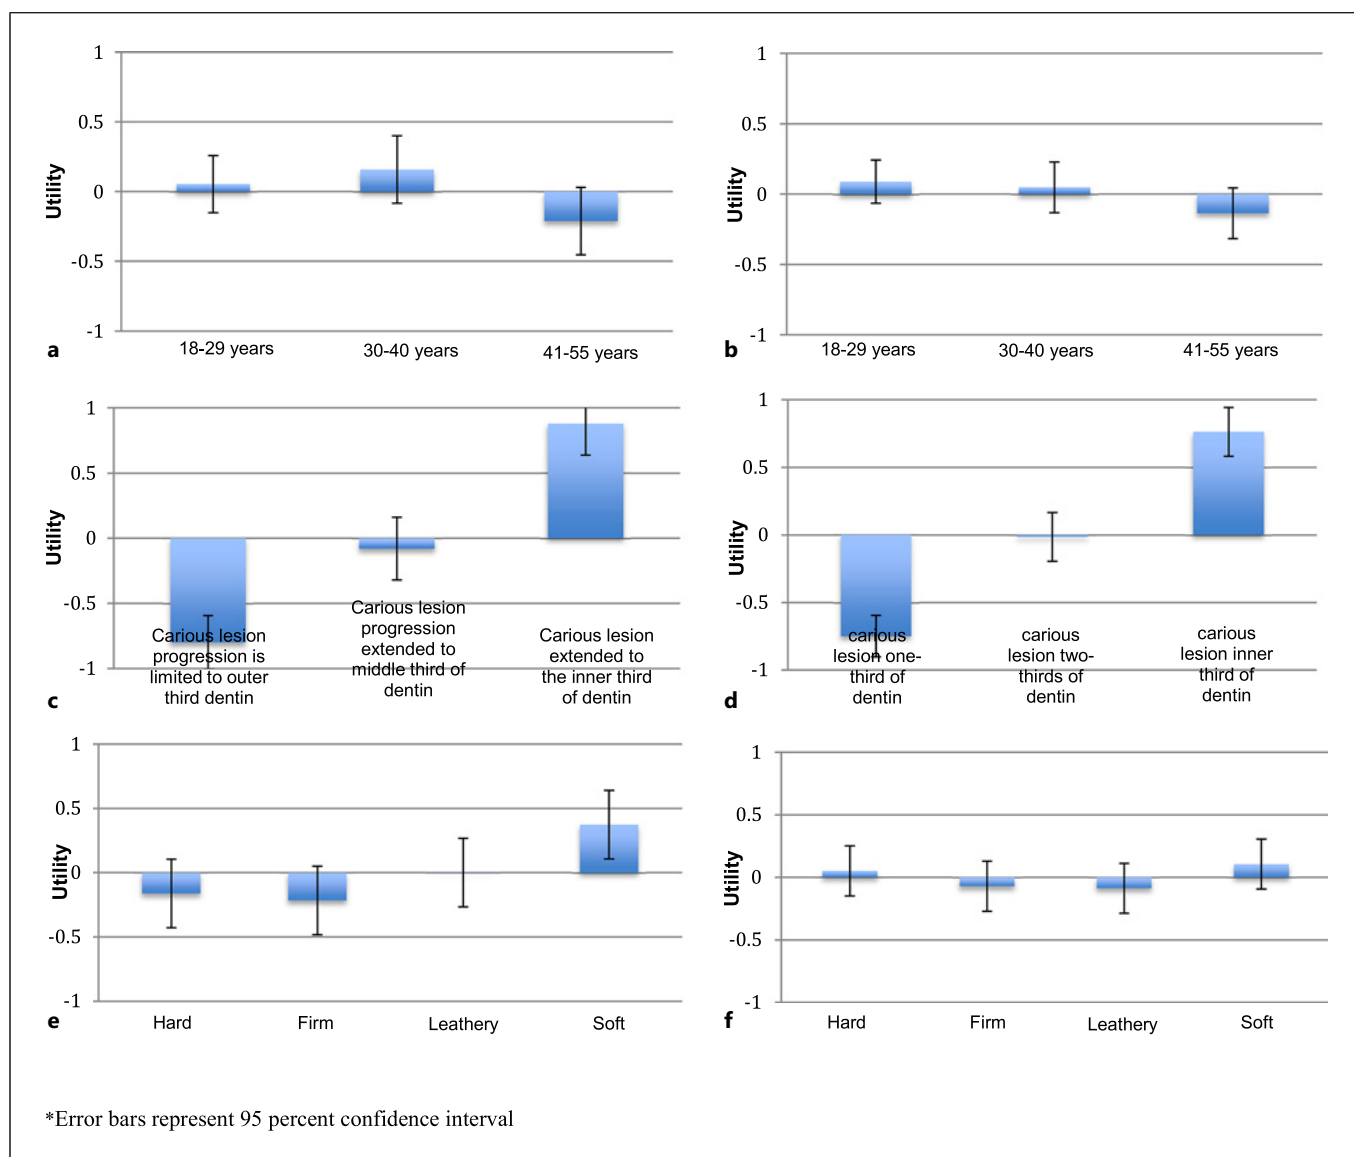 1
0.5
0
-0.5
-1
Utility
a
18-29 years
30-40 years
41-55 years
1
0.5
0
-0.5
-1
Utility
b
18-29 years
30-40 years
41-55 years
1
0.5
0
-0.5
-1
Utility
c
Carious lesion
progression is
limited to outer
third dentin
Carious lesion
progression
extended to
middle third of
dentin
Carious lesion
extended to
the inner third
of dentin
1
0.5
0
-0.5
-1
Utility
d
carious
lesion one-
third of
dentin
carious
lesion two-
thirds of
dentin
carious
lesion inner
third of
dentin
1
0.5
0
-0.5
-1
Utility
e
Hard
Firm
Leathery
Soft
1
0.5
0
-0.5
-1
Utility
f
Hard
Firm
Leathery
Soft
*Error bars represent 95 percent confidence interval